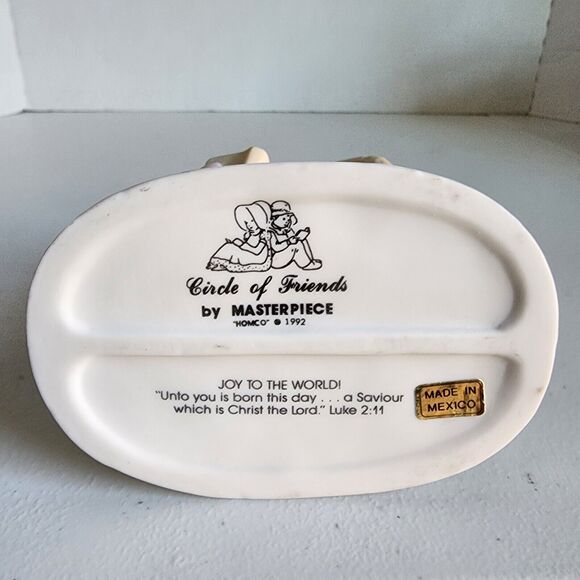 Circle of Friends
by MASTERPIECE
"HOMCO" © 1992
JOY TO THE WORLD!
"Unto you is born this day . . . a Saviour
which is Christ the Lord." Luke 2:11
MADE IN
MEXICO